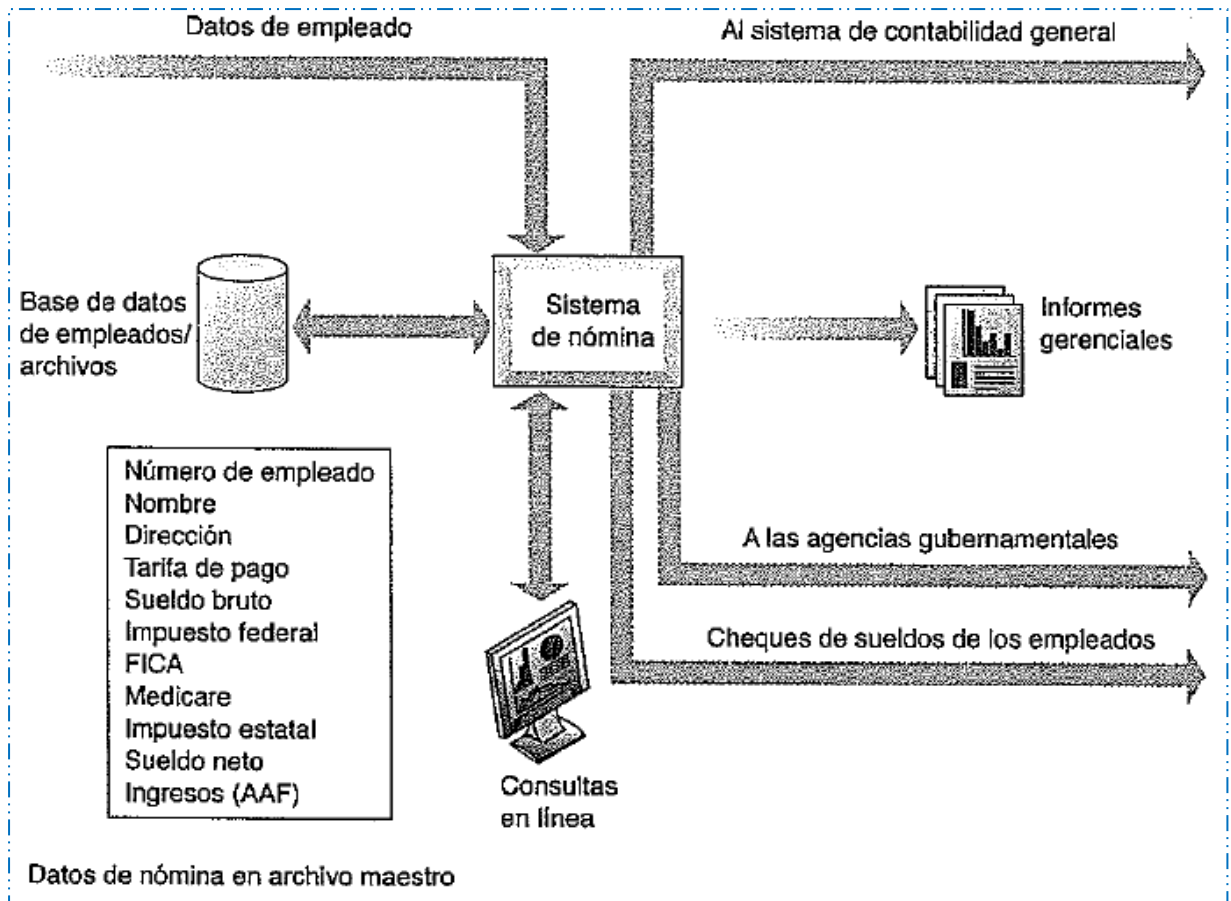 Datos de empleado
Al sistema de contabilidad general
Base de datos
de empleados/
archivos
Sistema
de nómina
Informes
gerenciales
Número de empleado
Nombre
Dirección
Tarifa de pago
Sueldo bruto
Impuesto federal
FICA
Medicare
Impuesto estatal
Sueldo neto
Ingresos (AAF)
A las agencias gubernamentales
Cheques de sueldos de los empleados
Consultas
en línea
Datos de nómina en archivo maestro